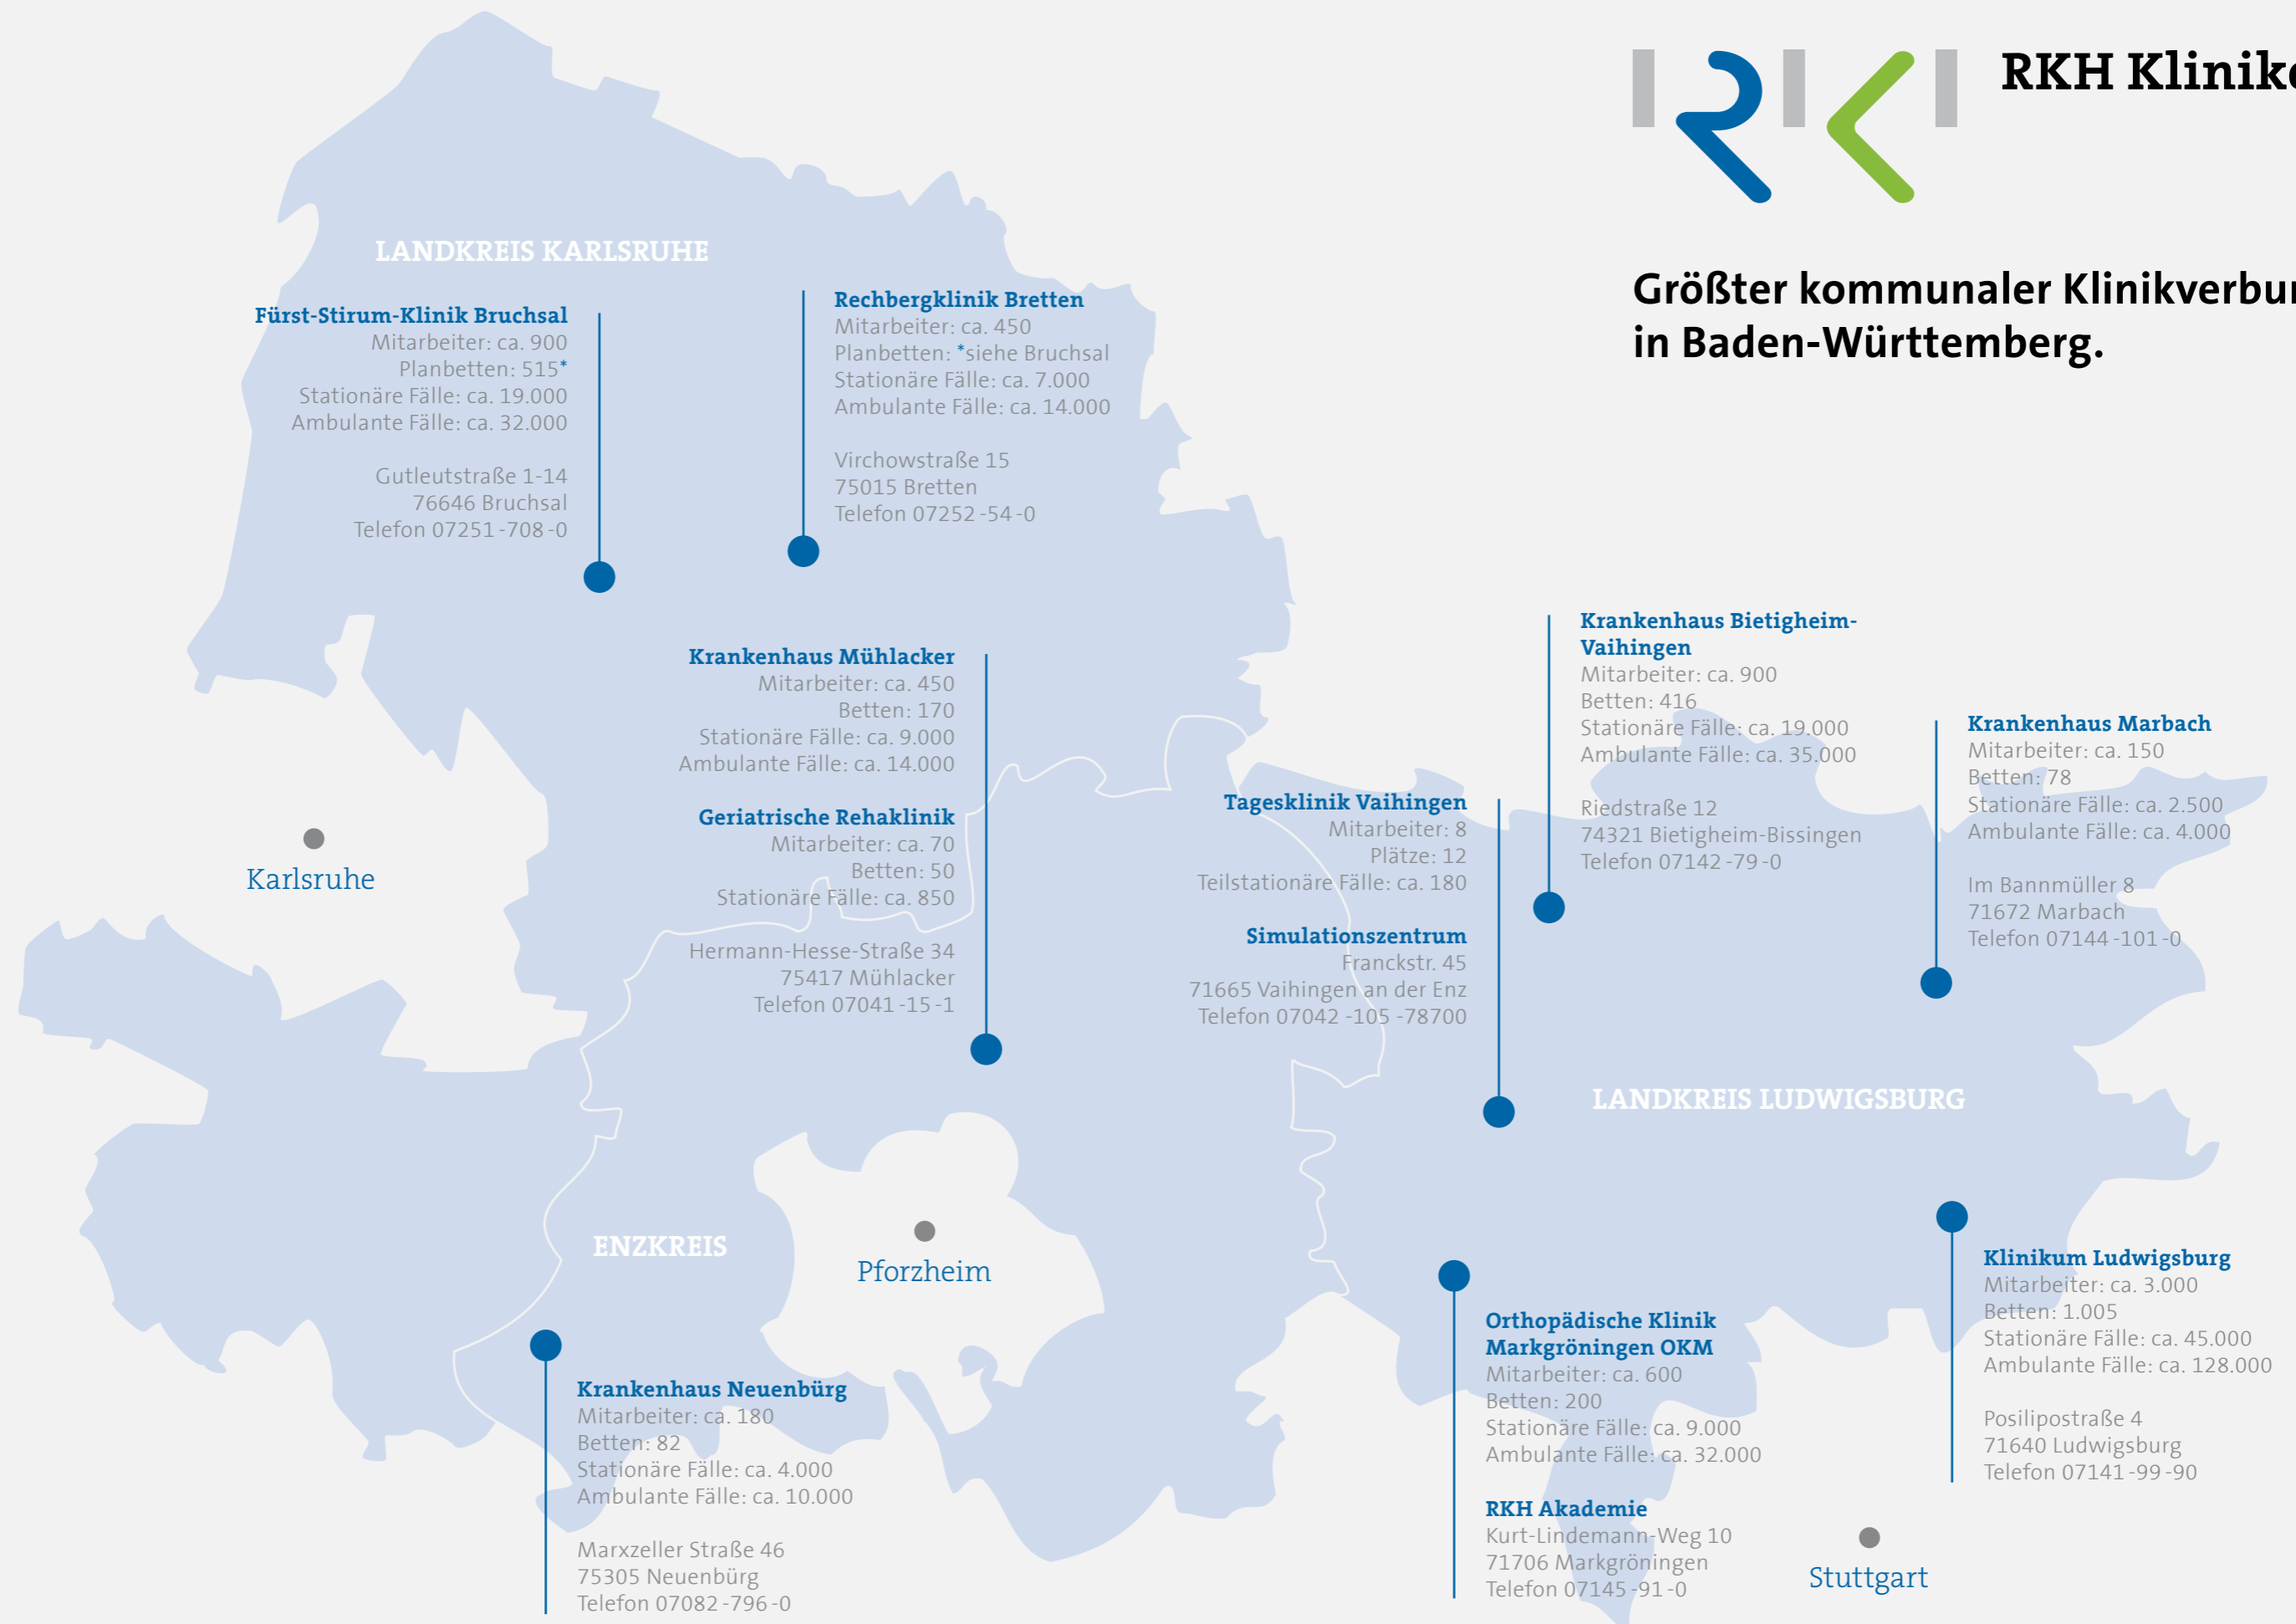 RKH
RKH Klinike
Größter kommunaler Klinikverbun
in Baden-Württemberg.
LANDKREIS KARLSRUHE
Fürst-Stirum-Klinik Bruchsal
Mitarbeiter: ca. 900
Planbetten: 515*
Stationäre Fälle: ca. 19.000
Ambulante Fälle: ca. 32.000
Gutleutstraße 1-14
76646 Bruchsal
Telefon 07251-708-0
Rechbergklinik Bretten
Mitarbeiter: ca. 450
Planbetten: *siehe Bruchsal
Stationäre Fälle: ca. 7.000
Ambulante Fälle: ca. 14.000
Virchowstraße 15
75015 Bretten
Telefon 07252-54-0
Krankenhaus Mühlacker
Mitarbeiter: ca. 450
Betten: 170
Stationäre Fälle: ca. 9.000
Ambulante Fälle: ca. 14.000
Geriatrische Rehaklinik
Mitarbeiter: ca. 70
Betten: 50
Stationäre Fälle: ca. 850
Hermann-Hesse-Straße 34
75417 Mühlacker
Telefon 07041-15-1
Karlsruhe
Krankenhaus Bietigheim-
Vaihingen
Mitarbeiter: ca. 900
Betten: 416
Stationäre Fälle: ca. 19.000
Ambulante Fälle: ca. 35.000
Riedstraße 12
74321 Bietigheim-Bissingen
Telefon 07142-79-0
Krankenhaus Marbach
Mitarbeiter: ca. 150
Betten: 78
Stationäre Fälle: ca. 2.500
Ambulante Fälle: ca. 4.000
Im Bannmüller 8
71672 Marbach
Telefon 07144-101-0
Tagesklinik Vaihingen
Mitarbeiter: 8
Plätze: 12
Teilstationäre Fälle: ca. 180
Simulationszentrum
Franckstr. 45
71665 Vaihingen an der Enz
Telefon 07042-105-78700
LANDKREIS LUDWIGSBURG
ENZKREIS
Pforzheim
Krankenhaus Neuenbürg
Mitarbeiter: ca. 180
Betten: 82
Stationäre Fälle: ca. 4.000
Ambulante Fälle: ca. 10.000
Marxzeller Straße 46
75305 Neuenbürg
Telefon 07082-796-0
Orthopädische Klinik
Markgröningen OKM
Mitarbeiter: ca. 600
Betten: 200
Stationäre Fälle: ca. 9.000
Ambulante Fälle: ca. 32.000
RKH Akademie
Kurt-Lindemann-Weg 10
71706 Markgröningen
Telefon 07145-91-0
Klinikum Ludwigsburg
Mitarbeiter: ca. 3.000
Betten: 1.005
Stationäre Fälle: ca. 45.000
Ambulante Fälle: ca. 128.000
Posilipostraße 4
71640 Ludwigsburg
Telefon 07141-99-90
Stuttgart